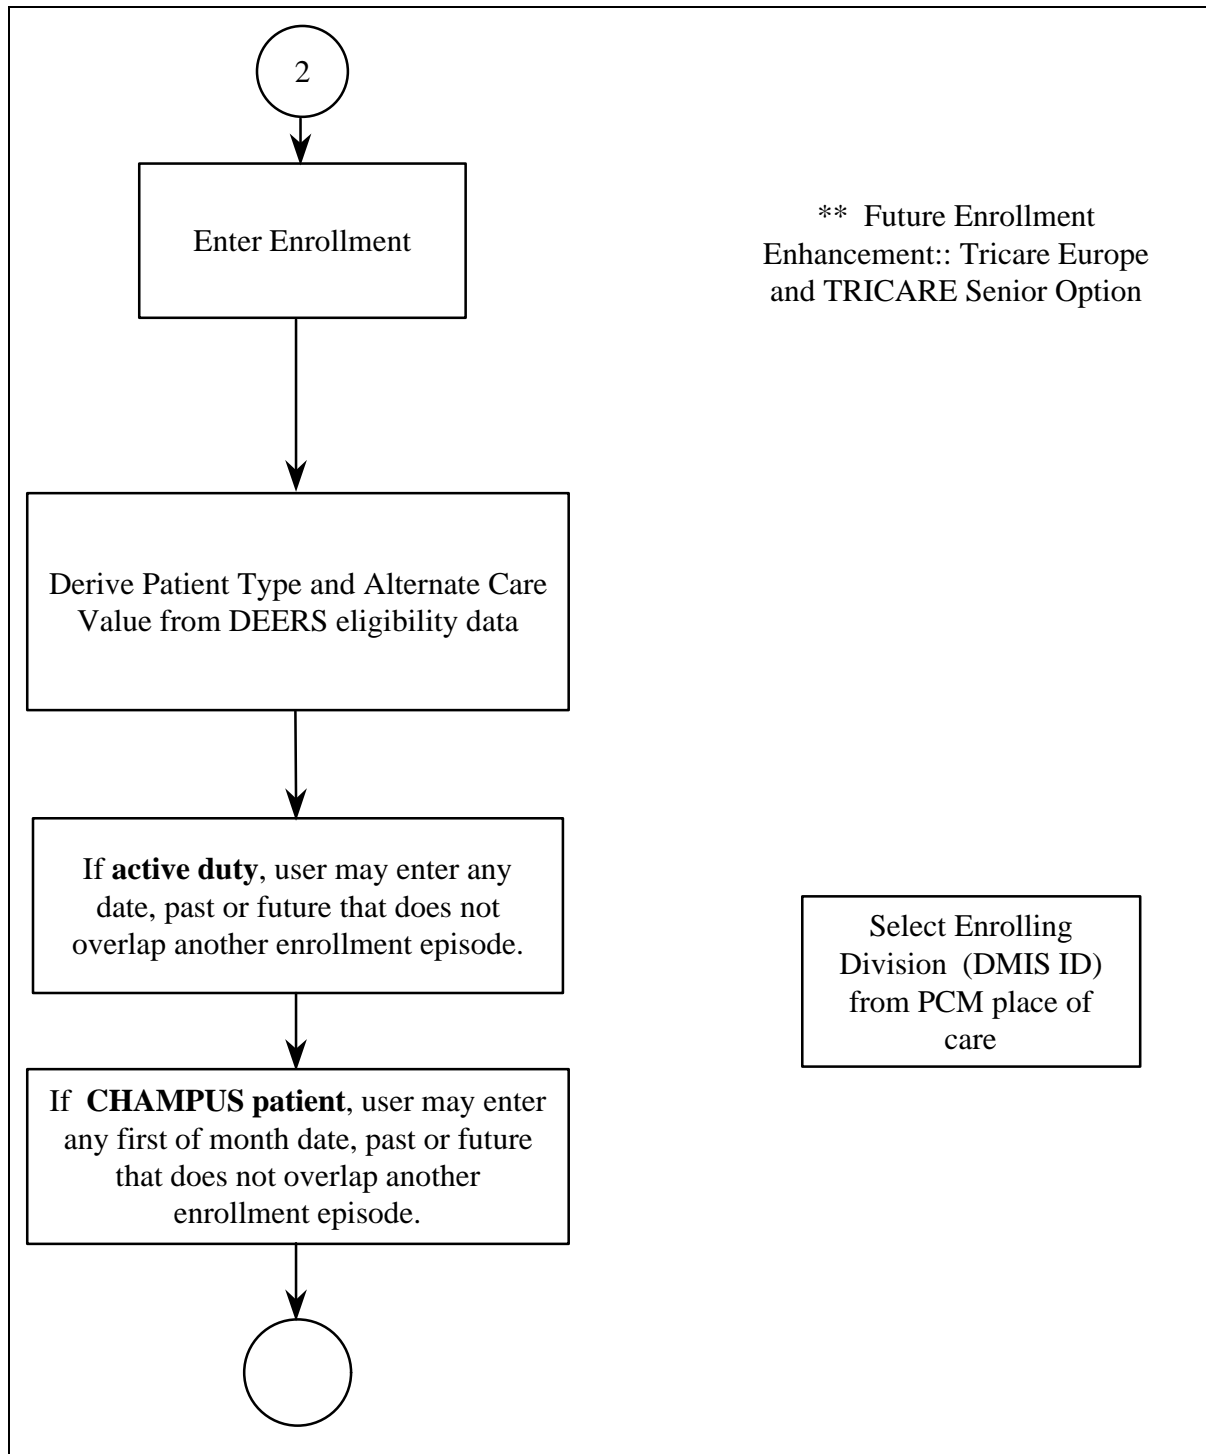 2
Enter Enrollment
** Future Enrollment
Enhancement:: Tricare Europe
and TRICARE Senior Option
Derive Patient Type and Alternate Care
Value from DEERS eligibility data
If active duty, user may enter any
date, past or future that does not
overlap another enrollment episode.
Select Enrolling
Division (DMIS ID)
from PCM place of
care
If CHAMPUS patient, user may enter
any first of month date, past or future
that does not overlap another
enrollment episode.